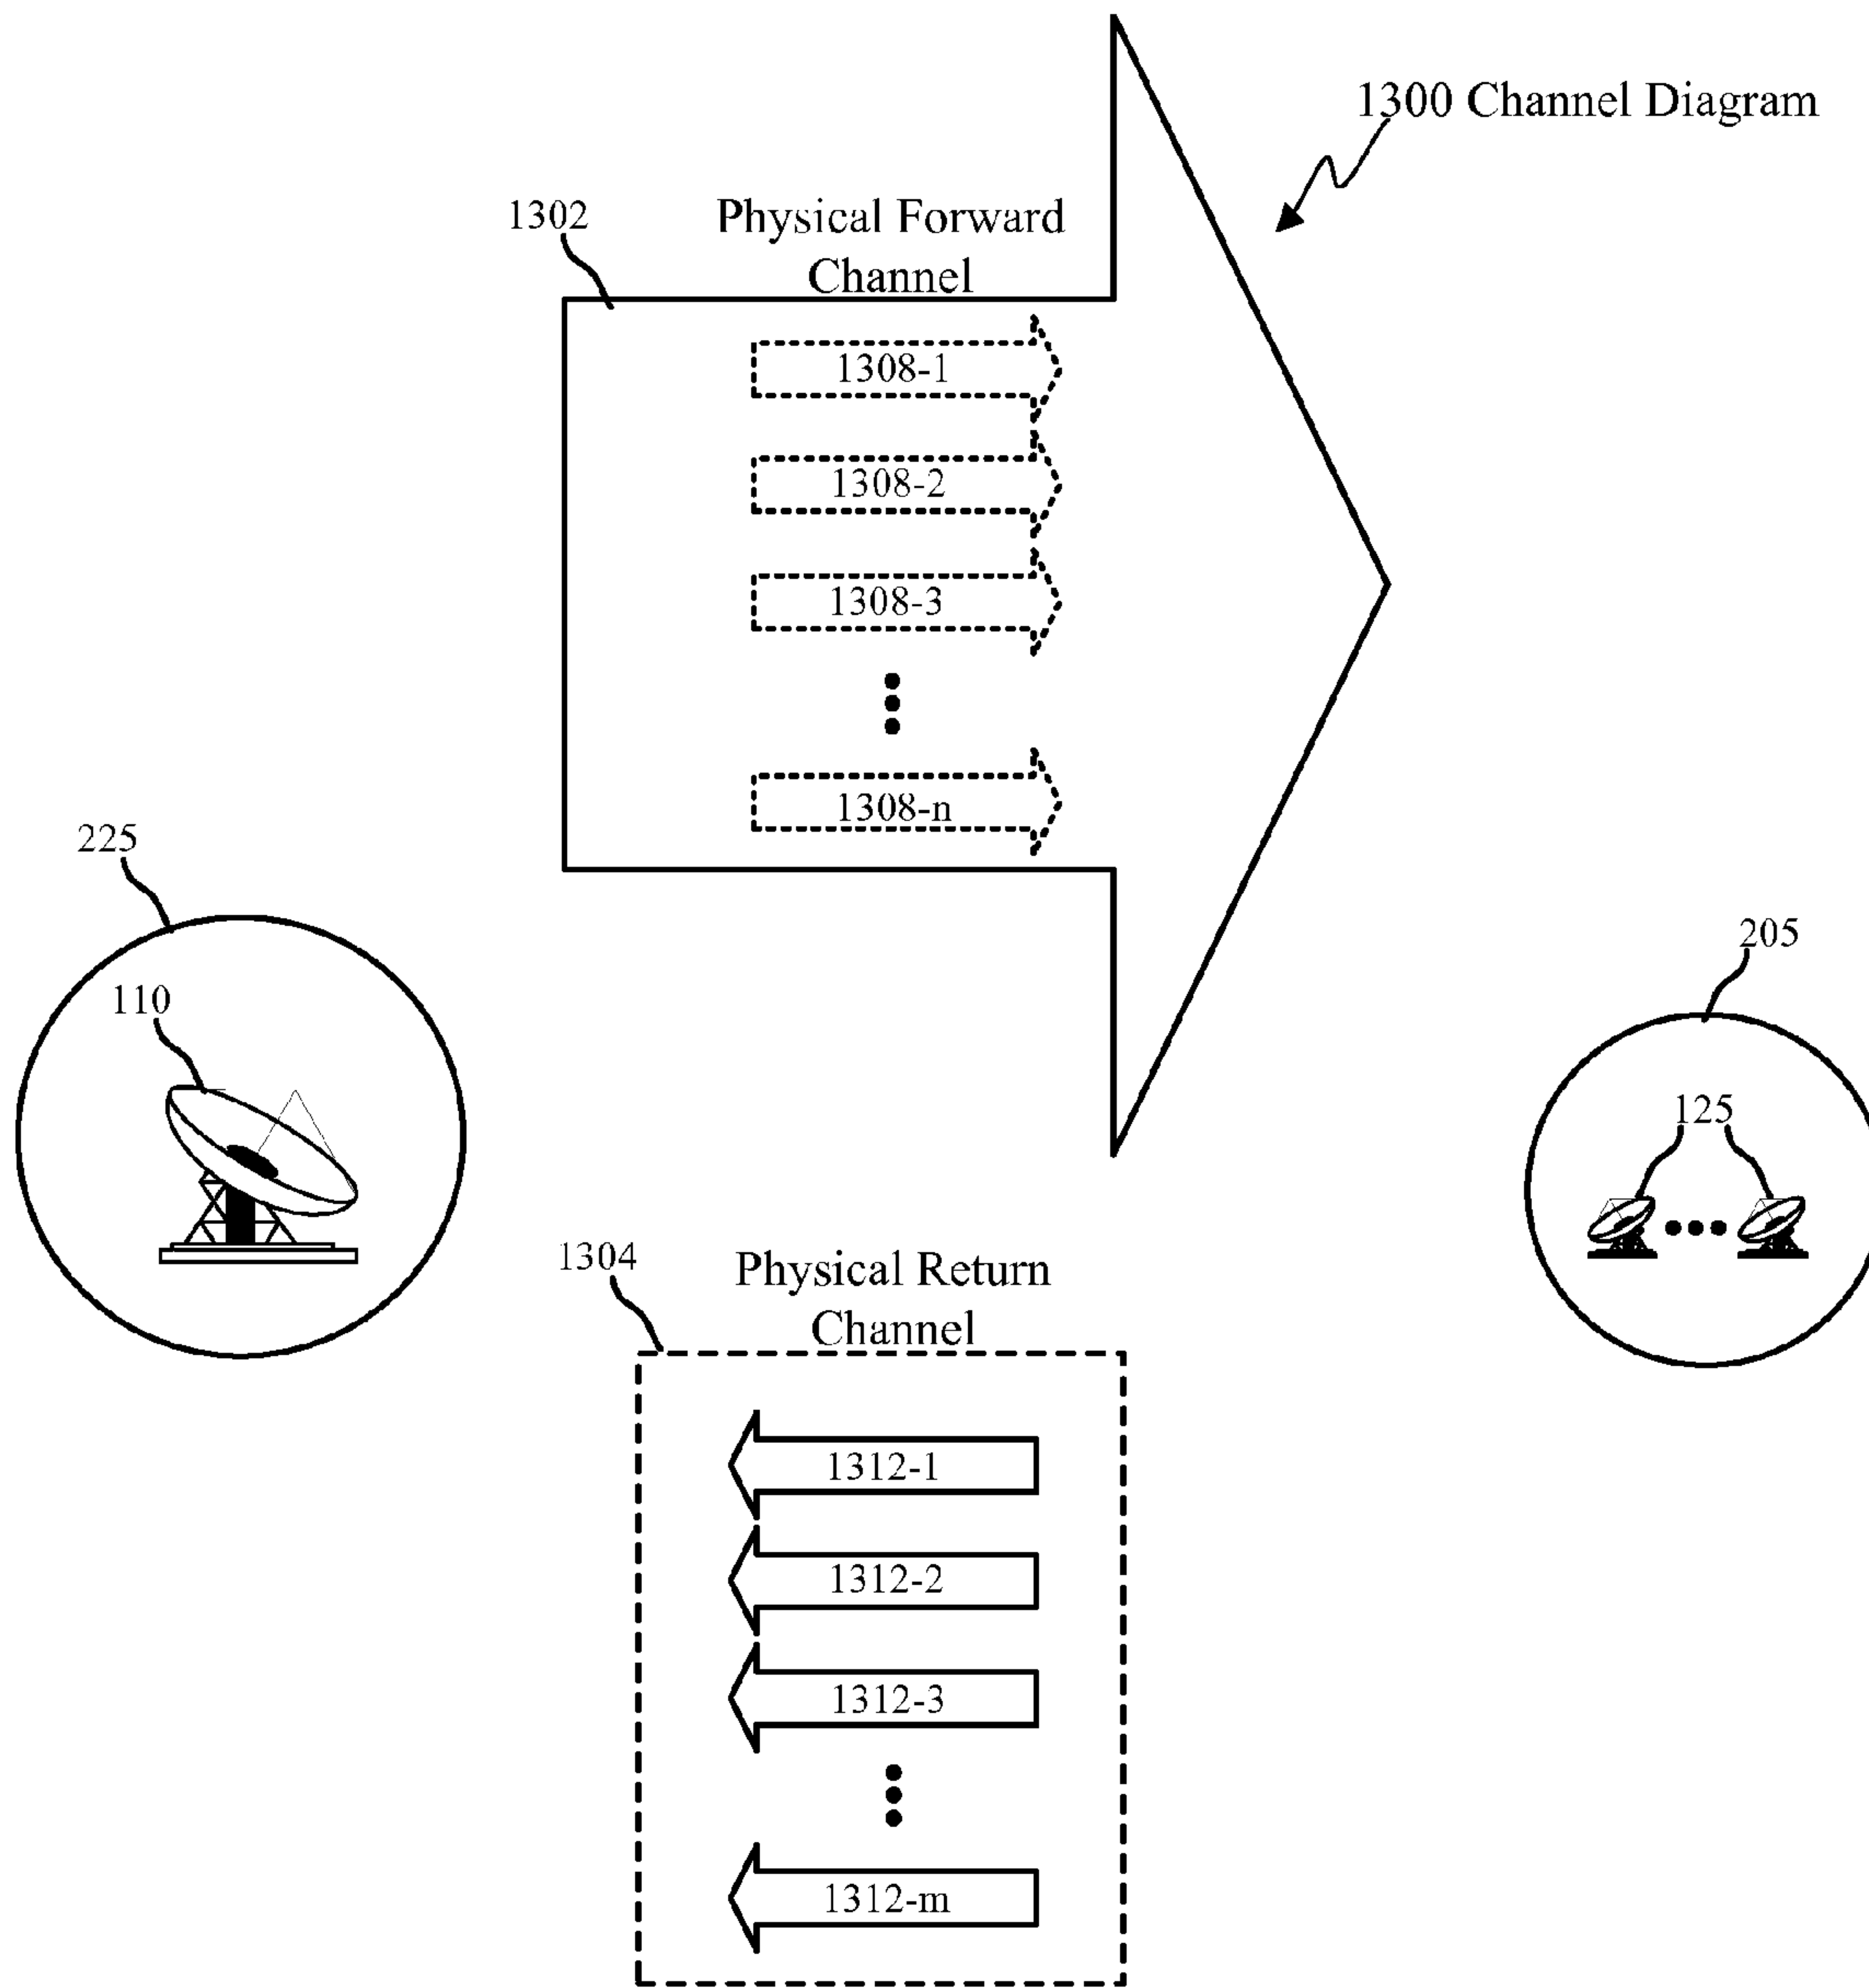 1300 Channel Diagram
1302
Physical Forward
Channel
1308-1
1308-2
1308-3
1308-n
225
205
110
125
1304
Physical Return
Channel
1312-1
1312-2
1312-3
1312-m